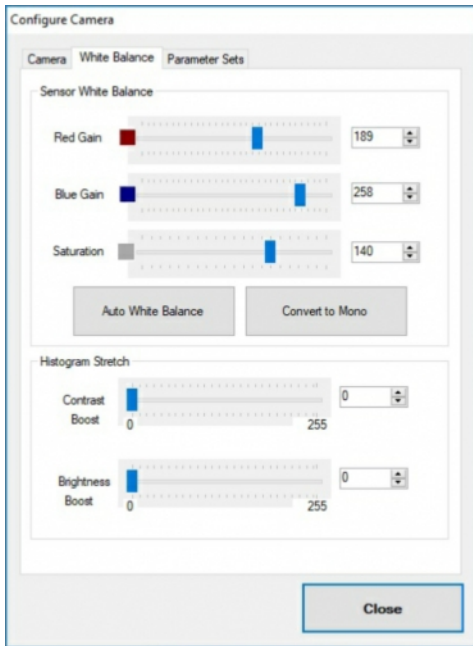 Configure Camera
Camera White Balance Parameter Sets
Sensor White Balance
Red Gain 189
Blue Gain 258
Saturation 140
Auto White Balance Convert to Mono
Histogram Stretch
Contrast 0
Boost 0 255
Brightness 0
Boost 0 255
Close